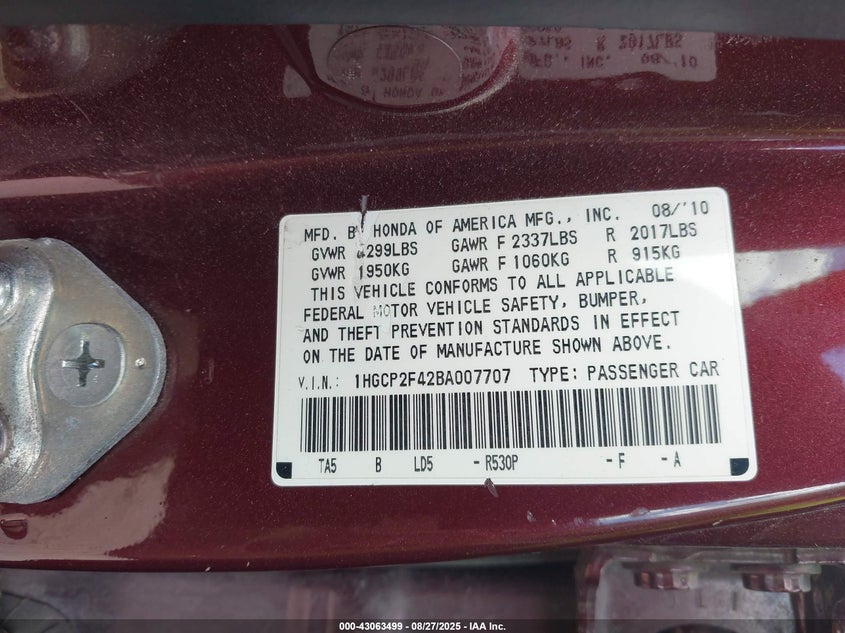 MFD. BY HONDA OF AMERICA MFG., INC. 08/'10
GVWR 4299LBS GAWR F 2337LBS R 2017LBS
GVWR 1950KG GAWR F 1060KG R 915KG
THIS VEHICLE CONFORMS TO ALL APPLICABLE
FEDERAL MOTOR VEHICLE SAFETY, BUMPER,
AND THEFT PREVENTION STANDARDS IN EFFECT
ON THE DATE OF MANUFACTURE SHOWN ABOVE.
V.I.N.: 1HGCP2F42BA007707 TYPE: PASSENGER CAR
TA5 B LD5 - R530P - F - A
000-43063499 - 08/27/2025 - IAA Inc.